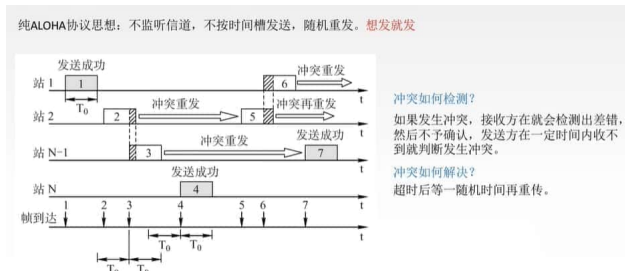 纯ALOHA协议思想：不监听信道，不按时间槽发送，随机重发。想发就发
发送成功
冲突重发
站 1
1
6
t
T₀
冲突重发
冲突再重发
站 2
2
5
t
冲突重发
发送成功
站 N-1
3
7
t
发送成功
站 N
4
t
1 2 3 4 5 6 7
帧到达
t
T₀ T₀
T₀ T₀
冲突如何检测？
如果发生冲突，接收方在就会检测出差错，
然后不予确认，发送方在一定时间内收不
到就判断发生冲突。
冲突如何解决？
超时后等一随机时间再重传。